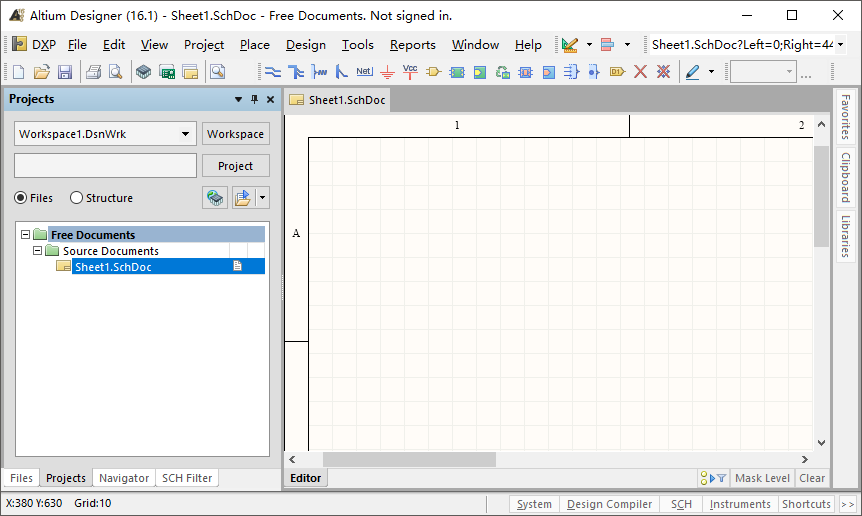 Altium Designer (16.1) - Sheet1.SchDoc - Free Documents. Not signed in.
DXP File Edit View Project Place Design Tools Reports Window Help Sheet1.SchDoc?Left=0;Right=44
Net Vcc D1 ...
Projects
Sheet1.SchDoc
Workspace1.DsnWrk Workspace
Project
Files Structure
Free Documents
Source Documents
Sheet1.SchDoc
1 2
A
Favorites
Clipboard
Libraries
Files Projects Navigator SCH Filter
Editor Mask Level Clear
X:380 Y:630 Grid:10 System Design Compiler SCH Instruments Shortcuts >>